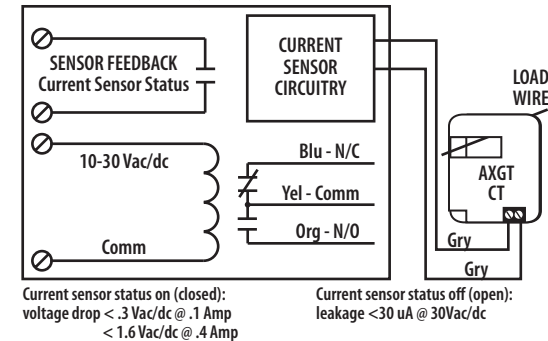 SENSOR FEEDBACK
Current Sensor Status
CURRENT
SENSOR
CIRCUITRY
LOAD
WIRE
10-30 Vac/dc
Comm
Blu - N/C
Yel - Comm
Org - N/O
AXGT
CT
Gry
Gry
Current sensor status on (closed):
voltage drop < .3 Vac/dc @ .1 Amp
< 1.6 Vac/dc @ .4 Amp
Current sensor status off (open):
leakage <30 uA @ 30Vac/dc